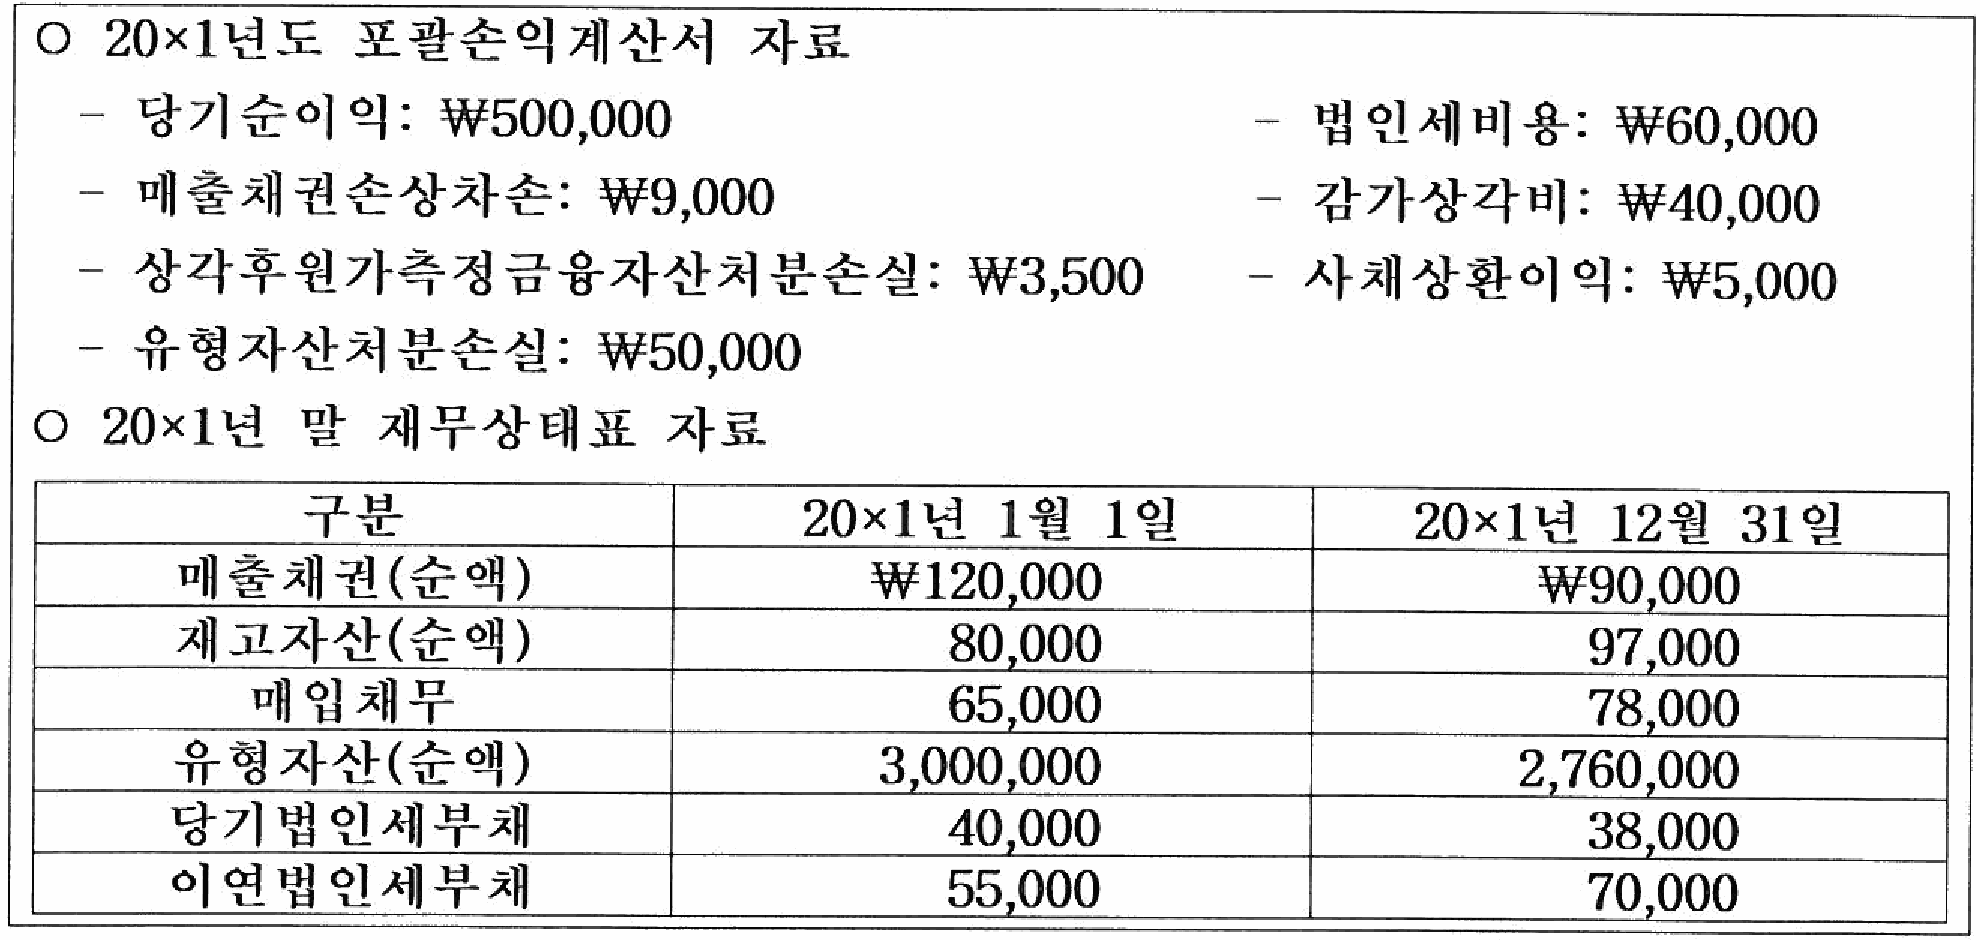 ○ 20×1년도 포괄손익계산서 자료
- 당기순이익: ₩500,000 - 법인세비용: ₩60,000
- 매출채권손상차손: ₩9,000 - 감가상각비: ₩40,000
- 상각후원가측정금융자산처분손실: ₩3,500 - 사채상환이익: ₩5,000
- 유형자산처분손실: ₩50,000
○ 20×1년 말 재무상태표 자료
구분 20×1년 1월 1일 20×1년 12월 31일
매출채권(순액) ₩120,000 ₩90,000
재고자산(순액) 80,000 97,000
매입채무 65,000 78,000
유형자산(순액) 3,000,000 2,760,000
당기법인세부채 40,000 38,000
이연법인세부채 55,000 70,000